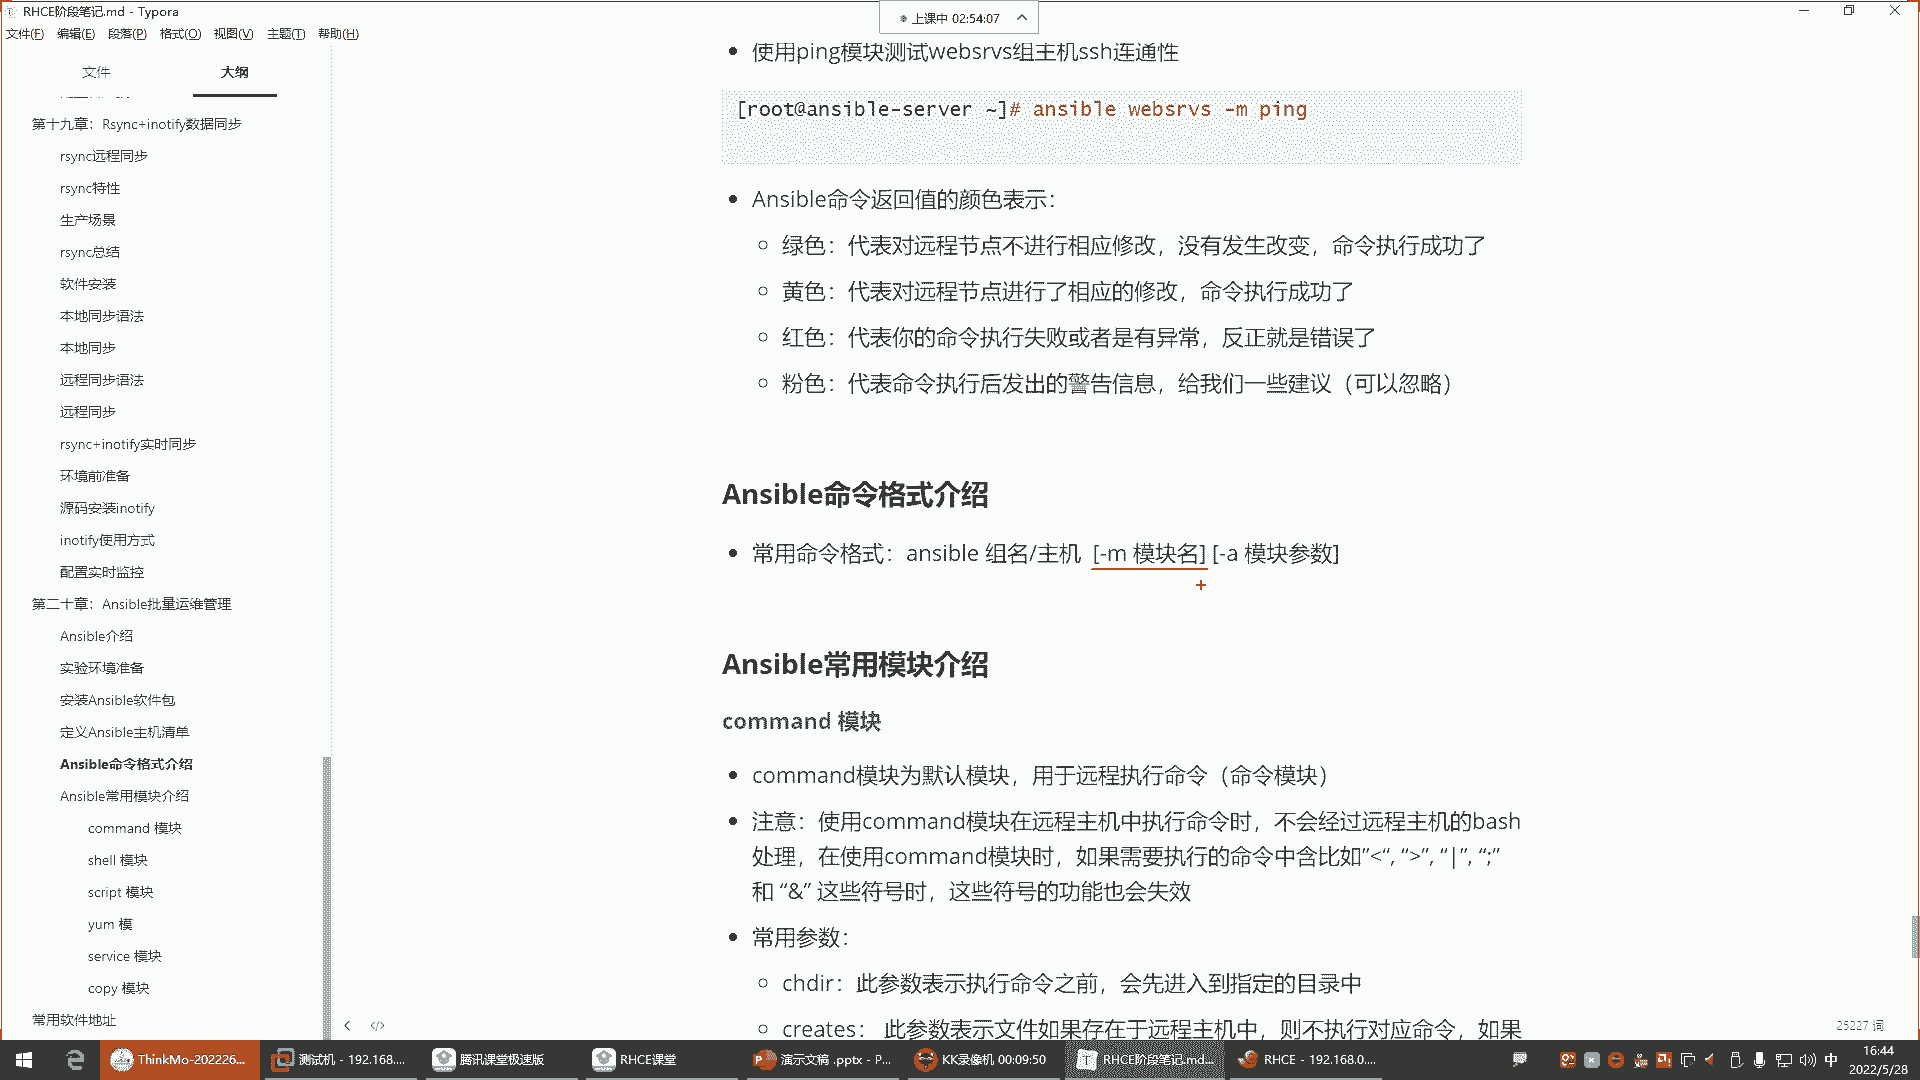 RHCE阶段笔记.md - Typora
上课中 02:54:07
文件(F) 编辑(E) 段落(P) 格式(O) 视图(V) 主题(T) 帮助(H)
文件 大纲
第十九章：Rsync+inotify数据同步
rsync远程同步
rsync特性
生产场景
rsync总结
软件安装
本地同步语法
本地同步
远程同步语法
远程同步
rsync+inotify实时同步
环境前准备
源码安装inotify
inotify使用方式
配置实时监控
第二十章：Ansible批量运维管理
Ansible介绍
实验环境准备
安装Ansible软件包
定义Ansible主机清单
Ansible命令格式介绍
Ansible常用模块介绍
command 模块
shell 模块
script 模块
yum 模
service 模块
copy 模块
常用软件地址
使用ping模块测试websrvs组主机ssh连通性
[root@ansible-server ~]# ansible websrvs -m ping
Ansible命令返回值的颜色表示：
绿色：代表对远程节点不进行相应修改，没有发生改变，命令执行成功了
黄色：代表对远程节点进行了相应的修改，命令执行成功了
红色：代表你的命令执行失败或者是有异常，反正就是错误了
粉色：代表命令执行后发出的警告信息，给我们一些建议（可以忽略）
Ansible命令格式介绍
常用命令格式：ansible 组名/主机 [-m 模块名] [-a 模块参数]
Ansible常用模块介绍
command 模块
command模块为默认模块，用于远程执行命令（命令模块）
注意：使用command模块在远程主机中执行命令时，不会经过远程主机的bash
处理，在使用command模块时，如果需要执行的命令中含比如”<“, “>”, “|”, “;”
和 “&” 这些符号时，这些符号的功能也会失效
常用参数：
chdir：此参数表示执行命令之前，会先进入到指定的目录中
creates： 此参数表示文件如果存在于远程主机中，则不执行对应命令，如果
25227 词
ThinkMo-202226... 测试机 - 192.168.... 腾讯课堂极速版 RHCE课堂 演示文稿 .pptx - P... KK录像机 00:09:50 RHCE阶段笔记.md... RHCE - 192.168.0.... 中
16:44
2022/5/28